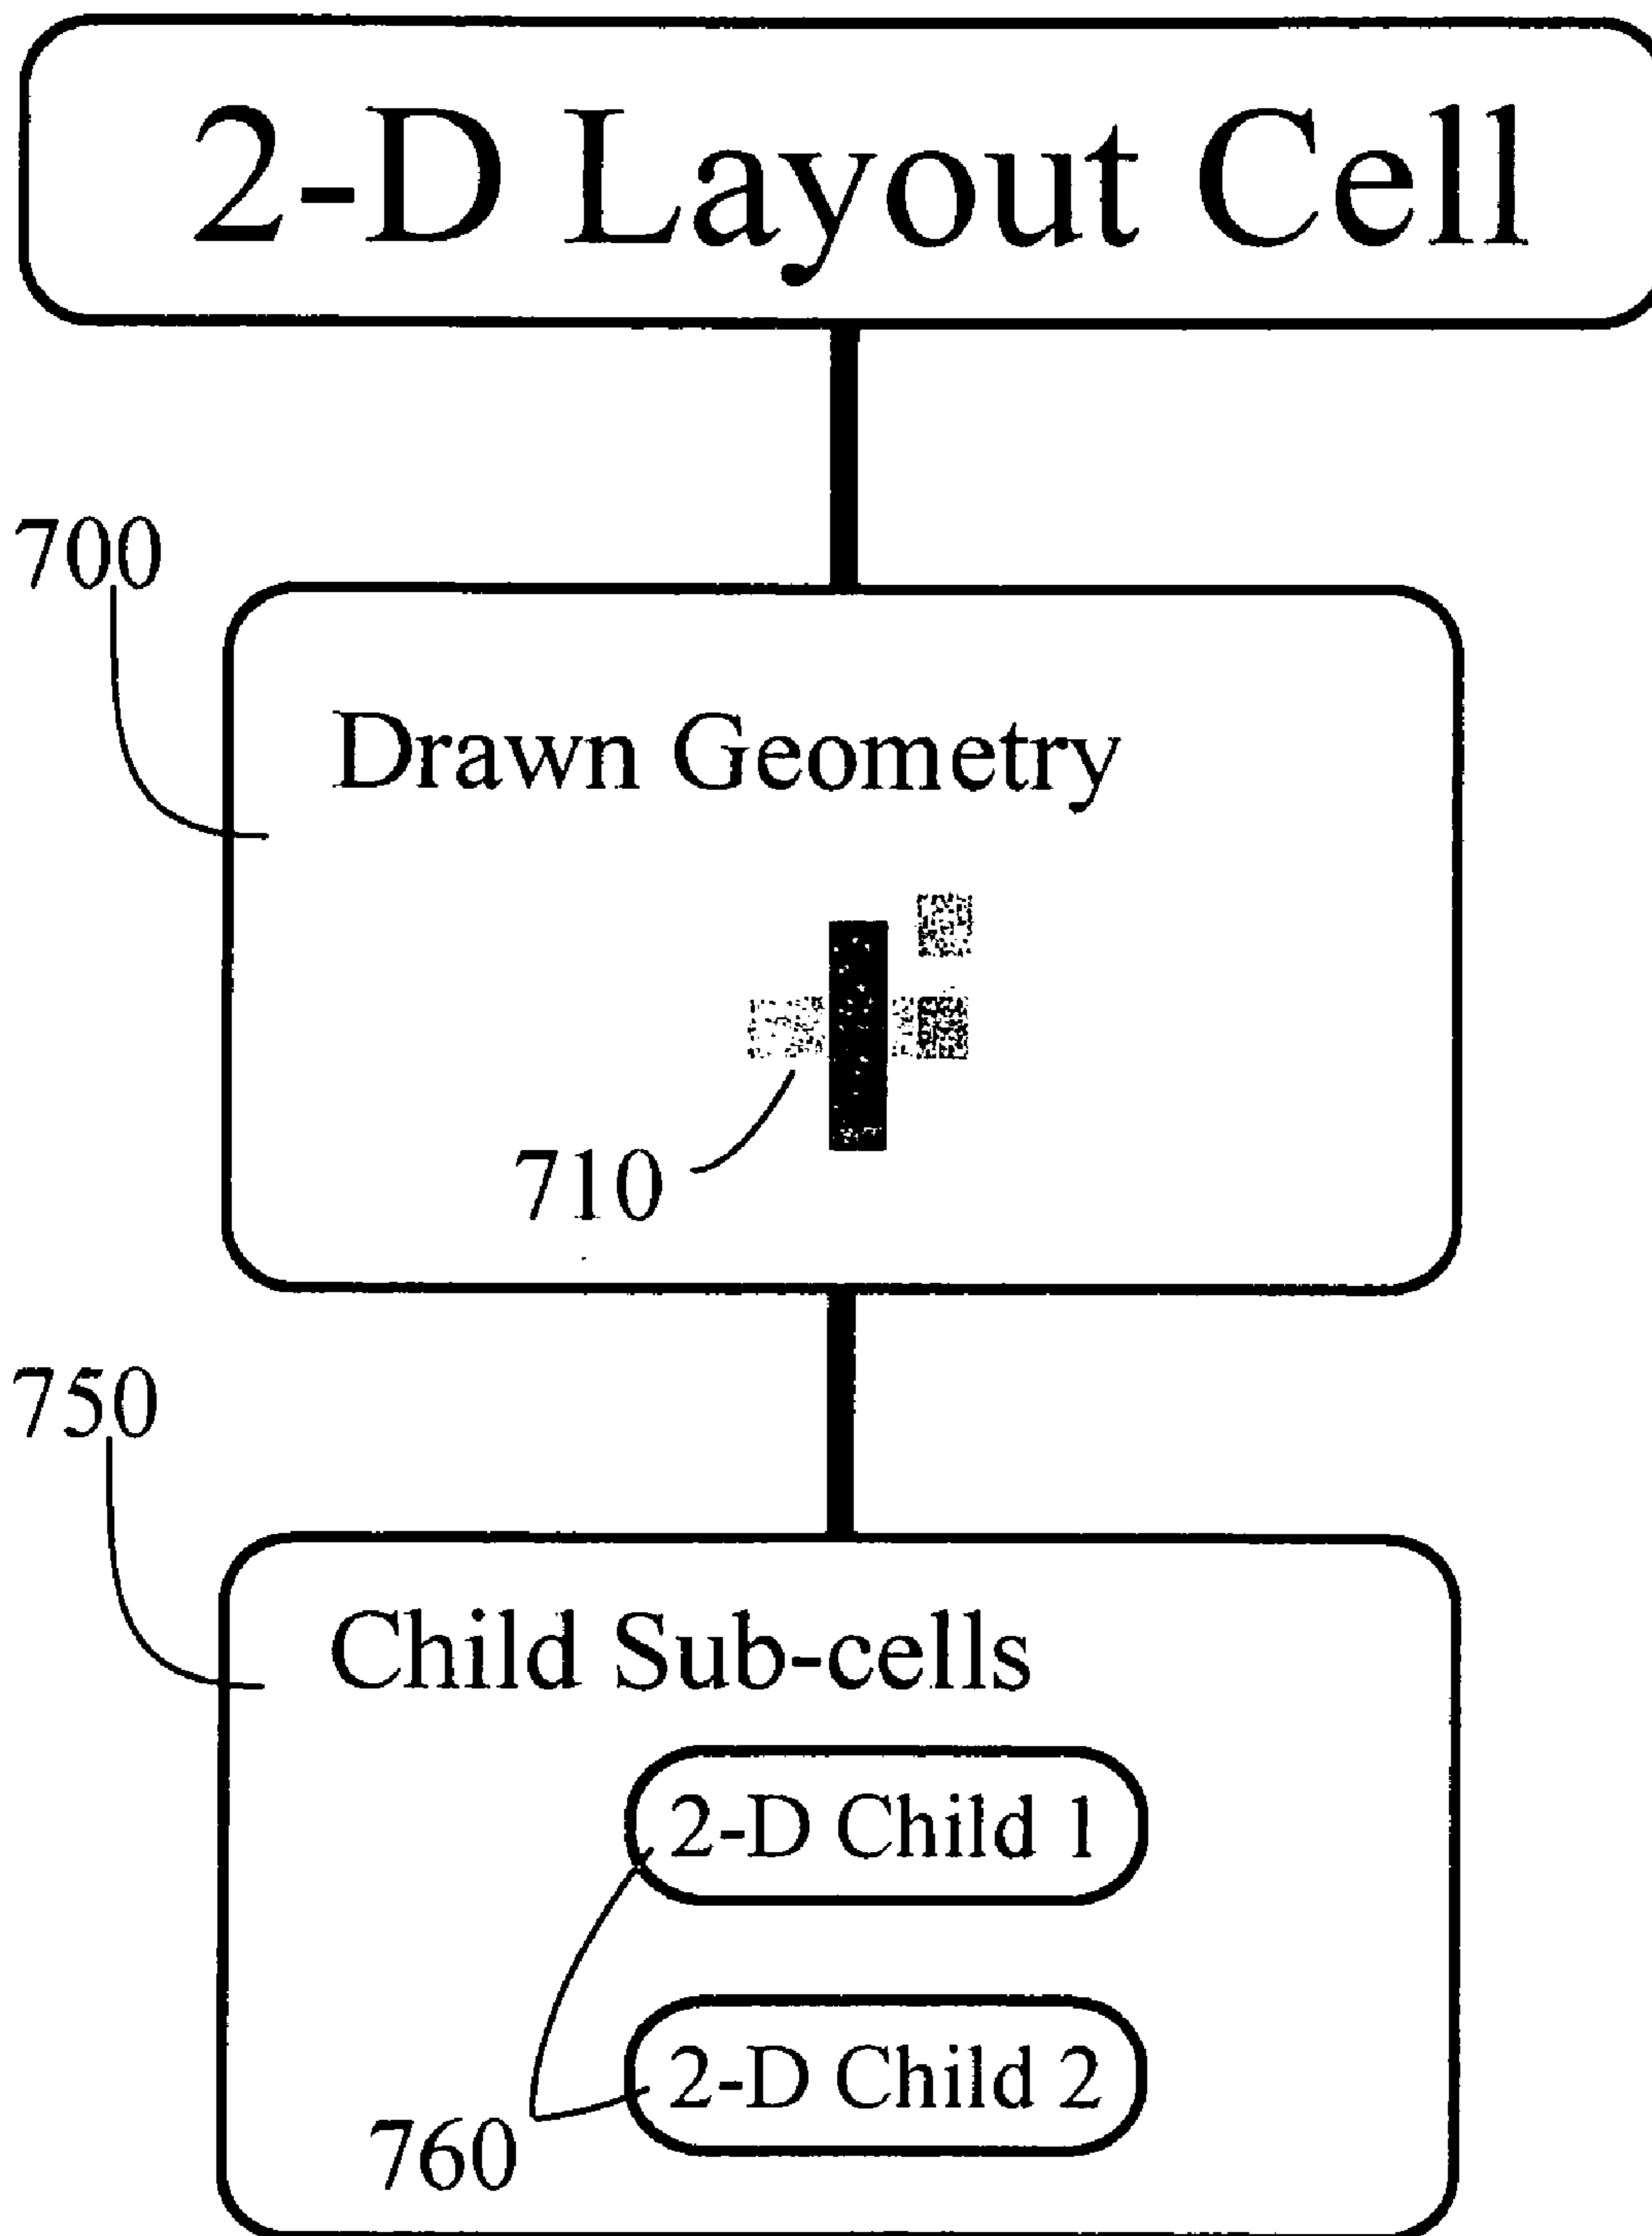 2-D Layout Cell
700
Drawn Geometry
710
750
Child Sub-cells
2-D Child 1
2-D Child 2
760